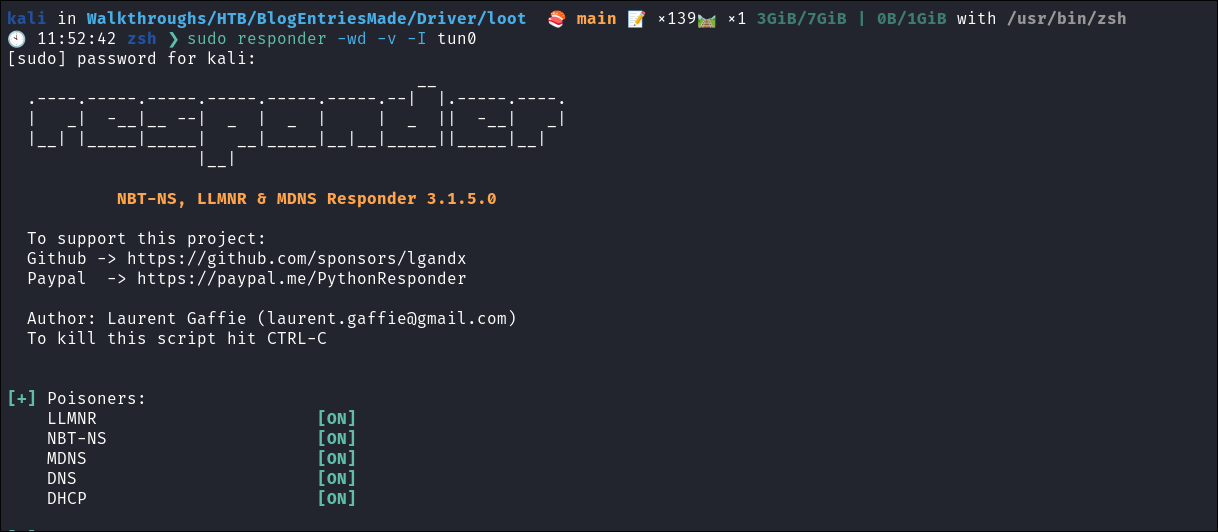 kali in Walkthroughs/HTB/BlogEntriesMade/Driver/loot 🍣 main 📝 ×139🛤️ ×1 3GiB/7GiB | 0B/1GiB with /usr/bin/zsh
🕙 11:52:42 zsh ❯ sudo responder -wd -v -I tun0
[sudo] password for kali:
                                         __
  .----.-----.-----.-----.-----.-----.--|  |.-----.----.
  |   _|  -__|__ --|  _  |  _  |     |  _  ||  -__|   _|
  |__| |_____|_____|   __|_____|__|__|_____||_____|__|
                   |__|
NBT-NS, LLMNR & MDNS Responder 3.1.5.0
To support this project:
Github -> https://github.com/sponsors/lgandx
Paypal  -> https://paypal.me/PythonResponder
Author: Laurent Gaffie (laurent.gaffie@gmail.com)
To kill this script hit CTRL-C
[+] Poisoners:
LLMNR [ON]
NBT-NS [ON]
MDNS [ON]
DNS [ON]
DHCP [ON]